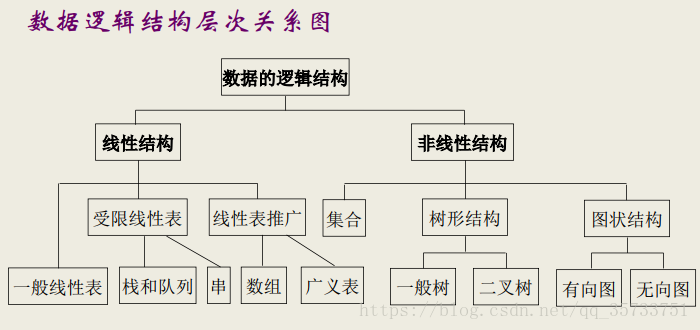 数据逻辑结构层次关系图
数据的逻辑结构
线性结构
非线性结构
受限线性表
线性表推广
集合
树形结构
图状结构
一般线性表
栈和队列
串
数组
广义表
一般树
二叉树
有向图
无向图
https://blog.csdn.net/qq_35733751